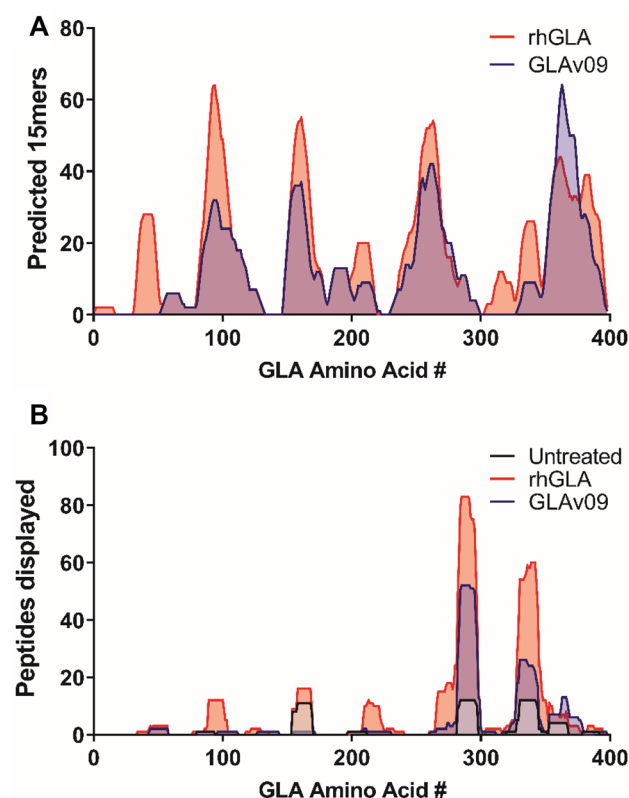 A
Predicted 15mers
80
60
40
20
0
rhGLA
GLAv09
0 100 200 300 400
GLA Amino Acid #
B
Peptides displayed
100
80
60
40
20
0
Untreated
rhGLA
GLAv09
0 100 200 300 400
GLA Amino Acid #